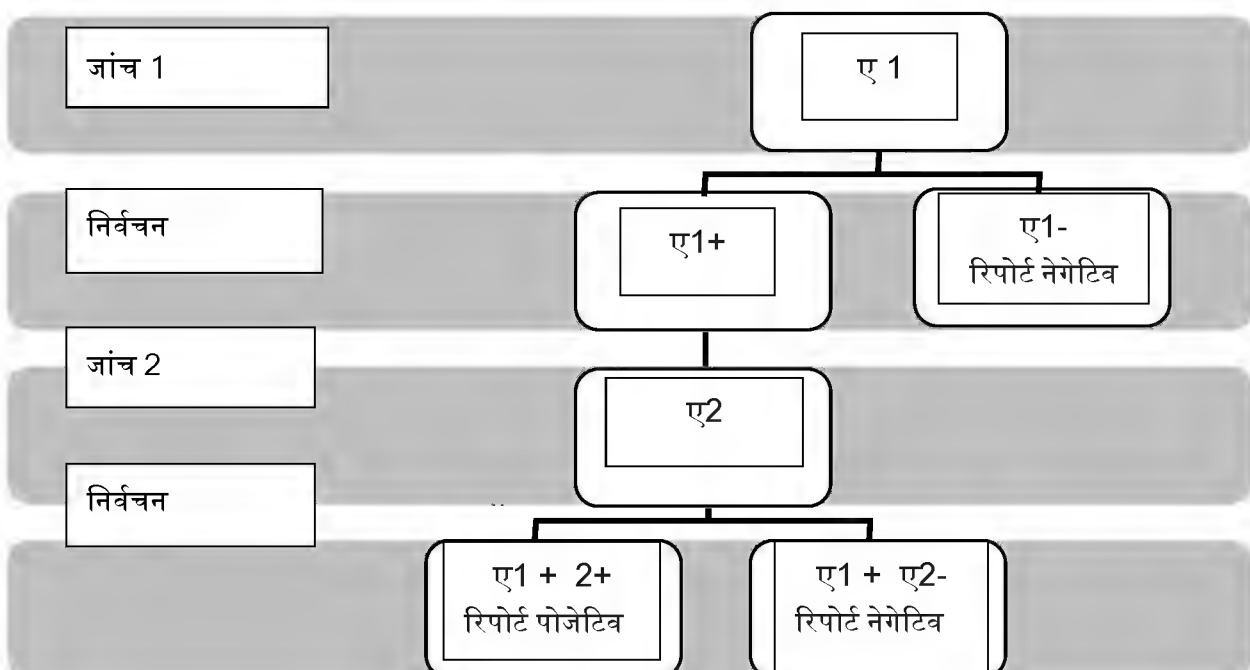 जांच 1
ए 1
निर्वचन
ए1+
ए1-
रिपोर्ट नेगेटिव
जांच 2
ए2
निर्वचन
ए1 + 2+
रिपोर्ट पोजेटिव
ए1 + ए2-
रिपोर्ट नेगेटिव